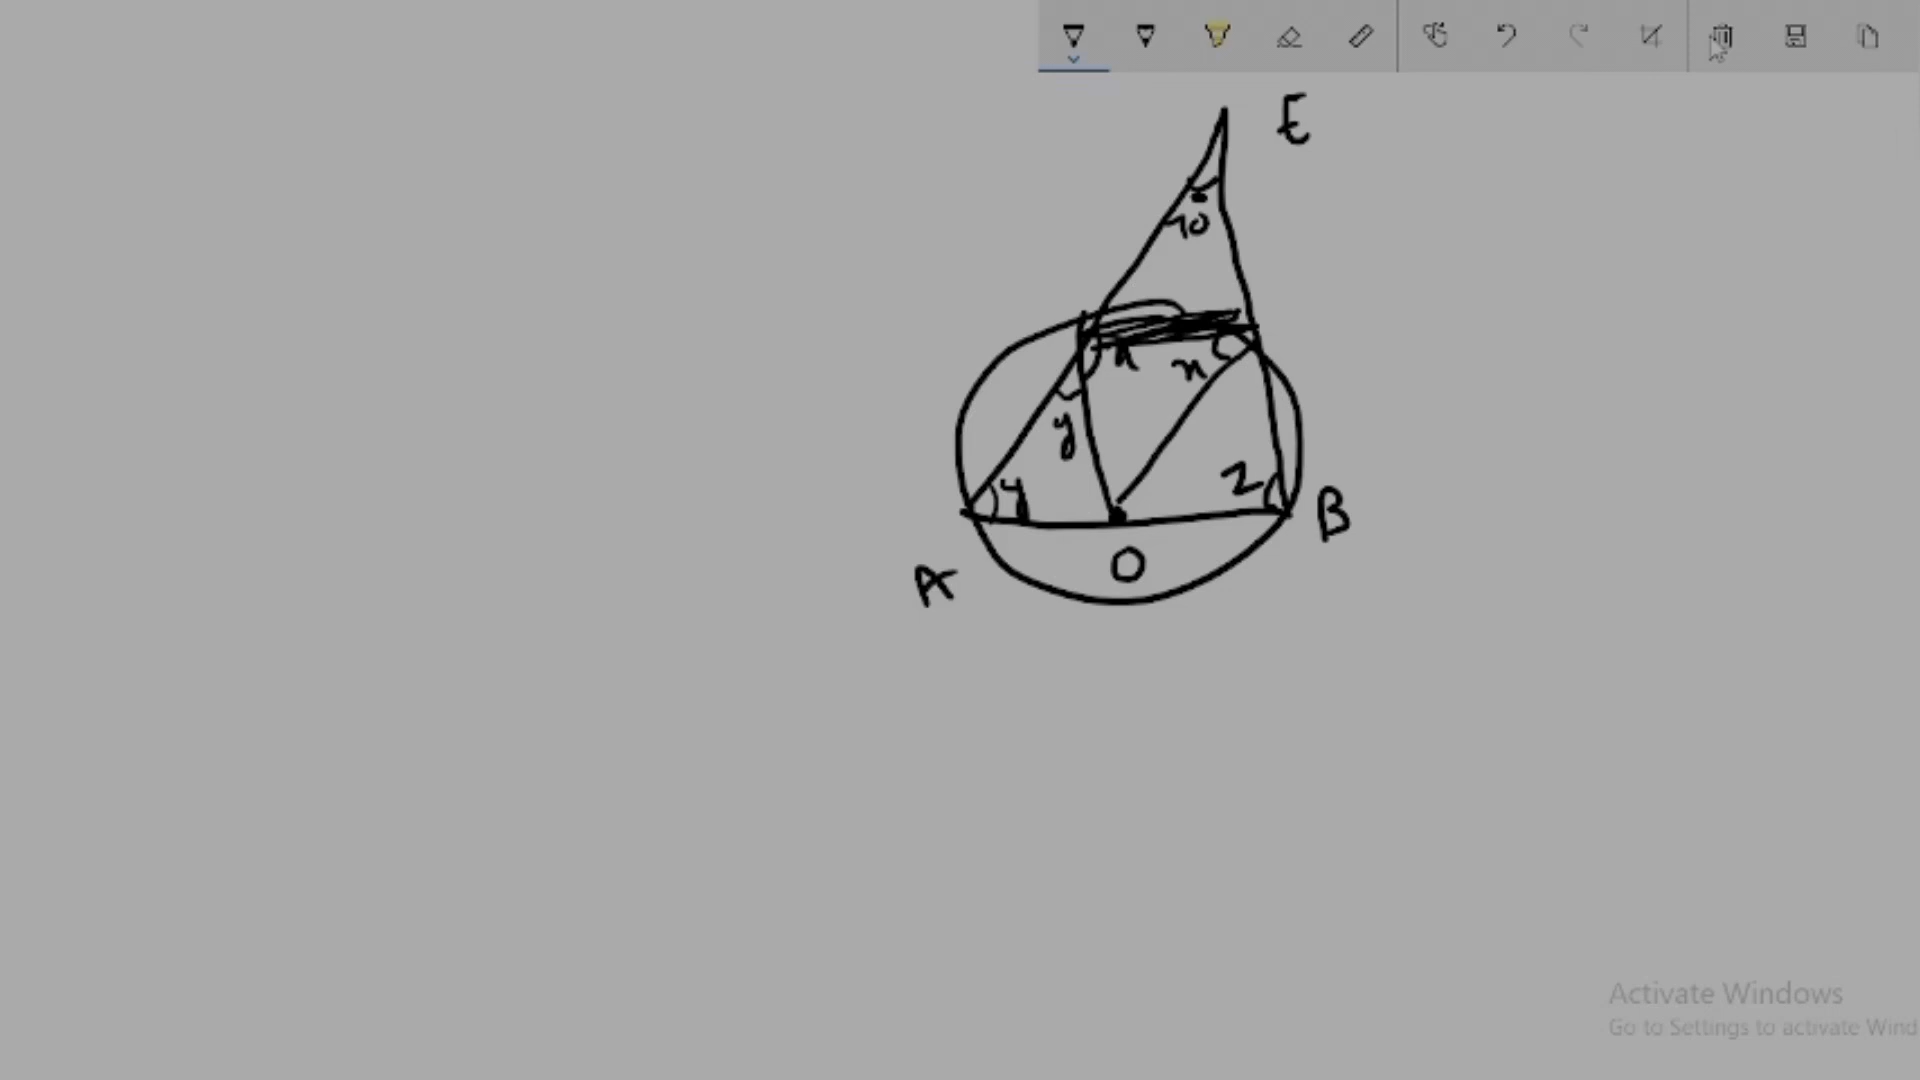 E
40
x
x
y
y
z
B
O
A
Activate Windows
Go to Settings to activate Wind